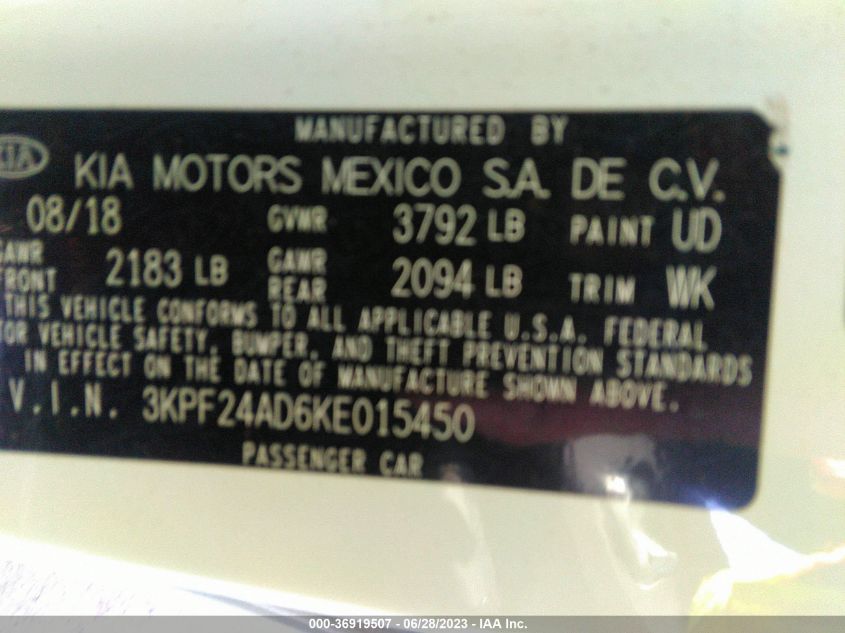 MANUFACTURED BY
KIA KIA MOTORS MEXICO S.A. DE C.V.
08/18 GVWR 3792 LB PAINT UD
GAWR FRONT 2183 LB GAWR REAR 2094 LB TRIM WK
THIS VEHICLE CONFORMS TO ALL APPLICABLE U.S.A. FEDERAL
OR VEHICLE SAFETY, BUMPER, AND THEFT PREVENTION STANDARDS
IN EFFECT ON THE DATE OF MANUFACTURE SHOWN ABOVE.
V.I.N. 3KPF24AD6KE015450
PASSENGER CAR
000-36919507 - 06/28/2023 - IAA Inc.